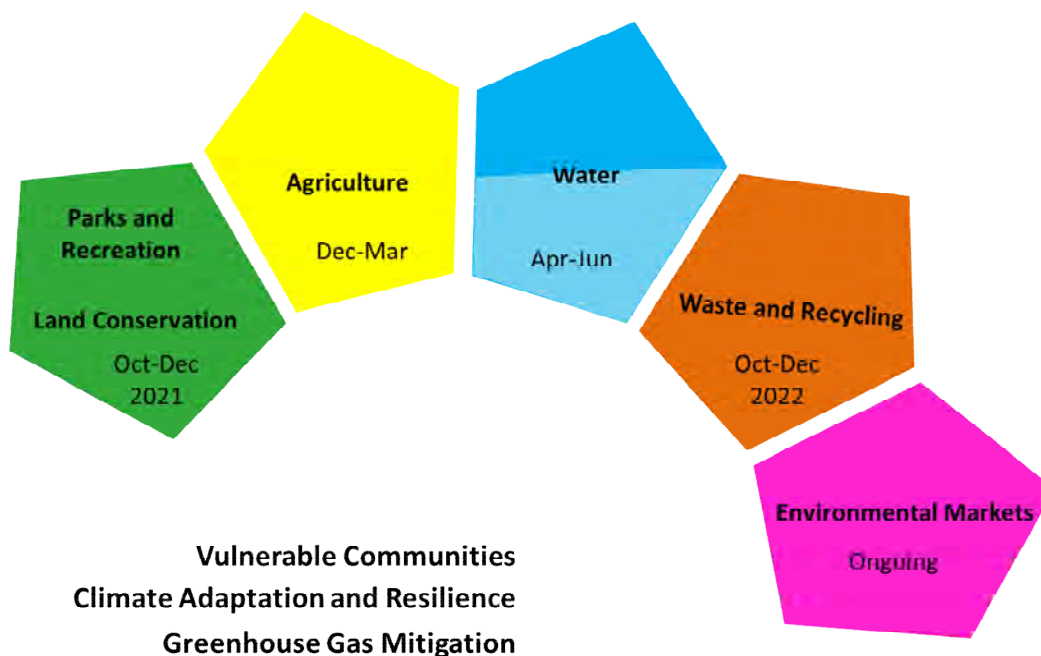 Parks and
Recreation
Land Conservation
Oct-Dec
2021
Agriculture
Dec-Mar
Water
Apr-Jun
Waste and Recycling
Oct-Dec
2022
Environmental Markets
Ongoing
Vulnerable Communities
Climate Adaptation and Resilience
Greenhouse Gas Mitigation